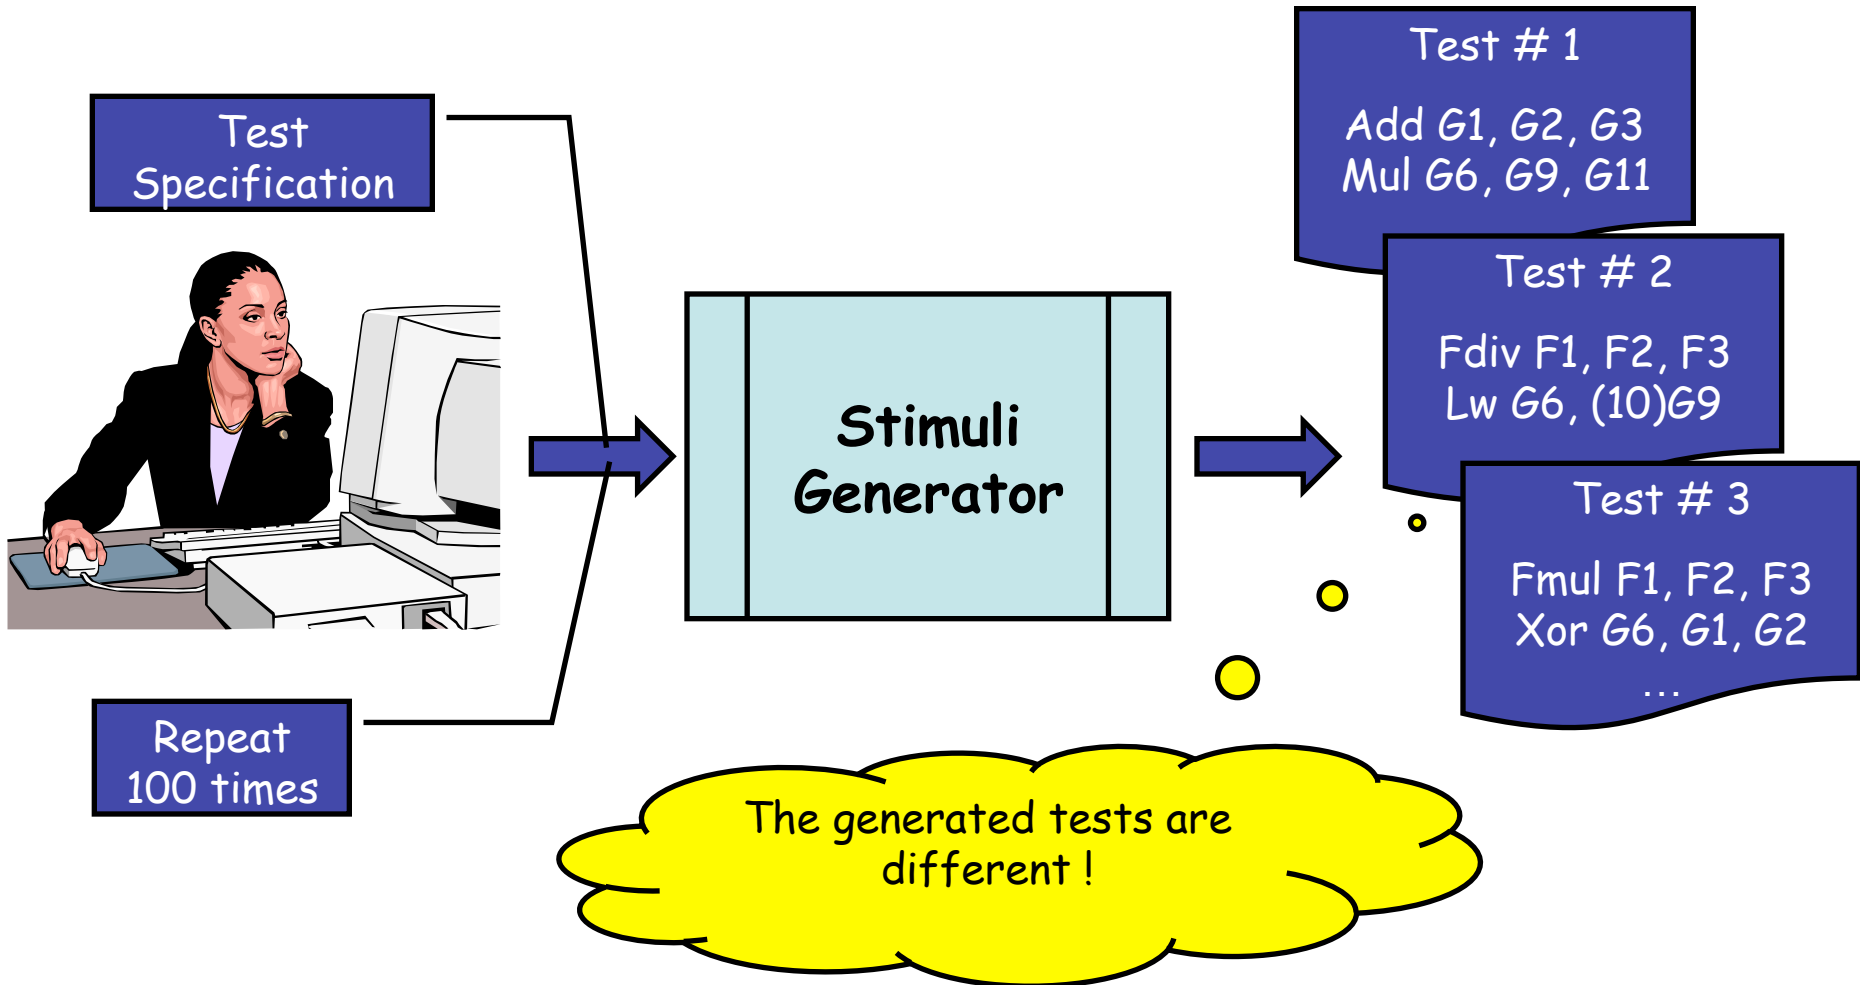 Test
Specification
Repeat
100 times
Stimuli
Generator
Test # 1
Add G1, G2, G3
Mul G6, G9, G11
Test # 2
Fdiv F1, F2, F3
Lw G6, (10)G9
Test # 3
Fmul F1, F2, F3
Xor G6, G1, G2
...
The generated tests are
different !